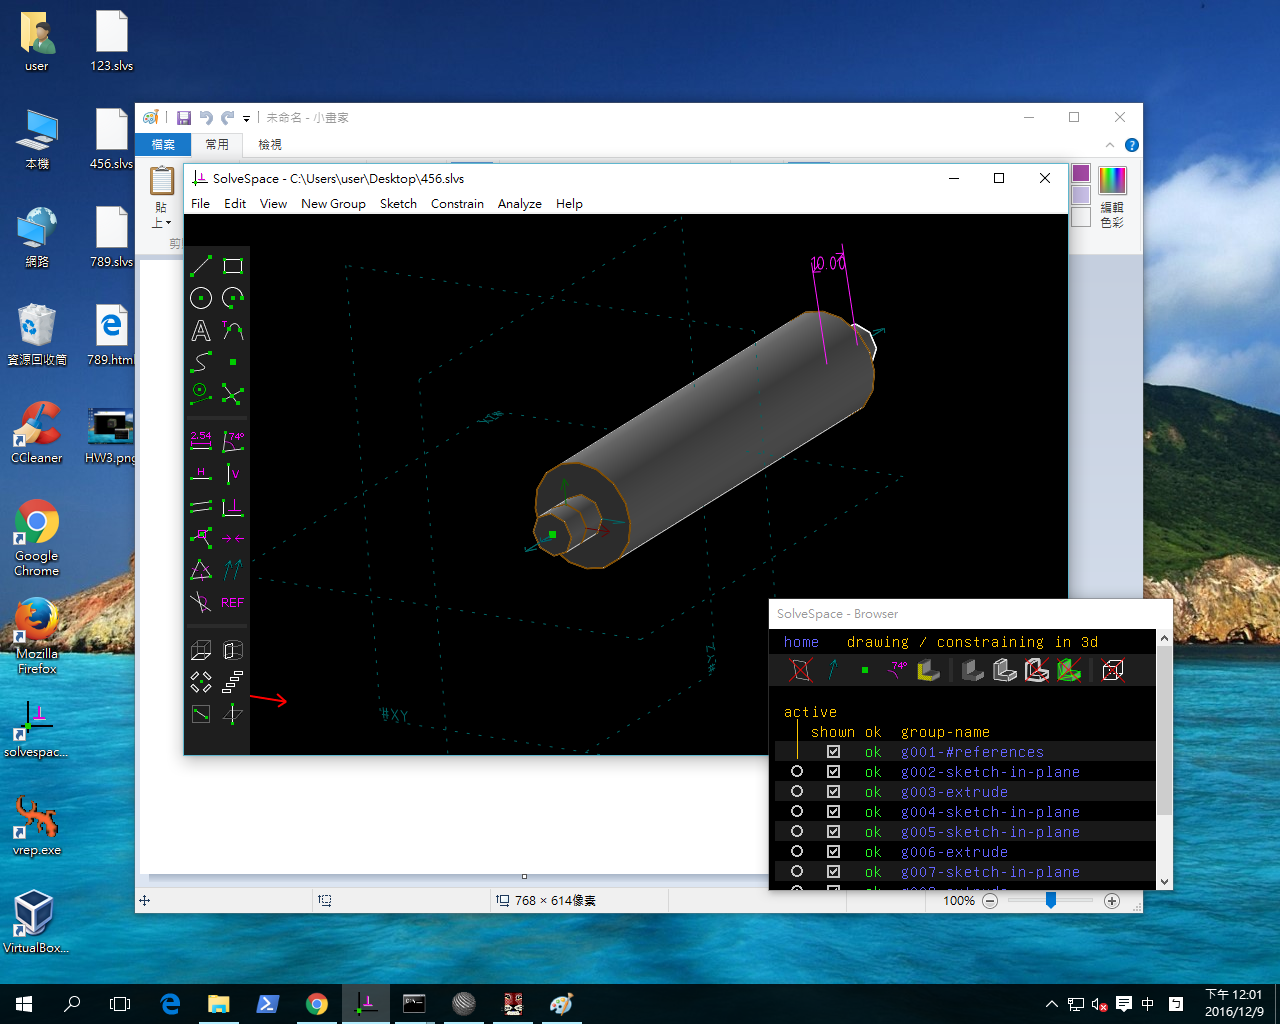 user
123.slvs
本機
456.slvs
網路
789.slvs
資源回收筒
789.html
CCleaner
HW3.png
Google
Chrome
Mozilla
Firefox
solvespac...
vrep.exe
VirtualBox...
未命名 - 小畫家
檔案
常用
檢視
貼
上
編輯
色彩
SolveSpace - C:\Users\user\Desktop\456.slvs
File Edit View New Group Sketch Constrain Analyze Help
10.00
2.54
74°
H
V
REF
#XY
SolveSpace - Browser
home drawing / constraining in 3d
74°
active
shown ok group-name
ok g001-#references
ok g002-sketch-in-plane
ok g003-extrude
ok g004-sketch-in-plane
ok g005-sketch-in-plane
ok g006-extrude
ok g007-sketch-in-plane
768 × 614像素
100%
中
下午 12:01
2016/12/9